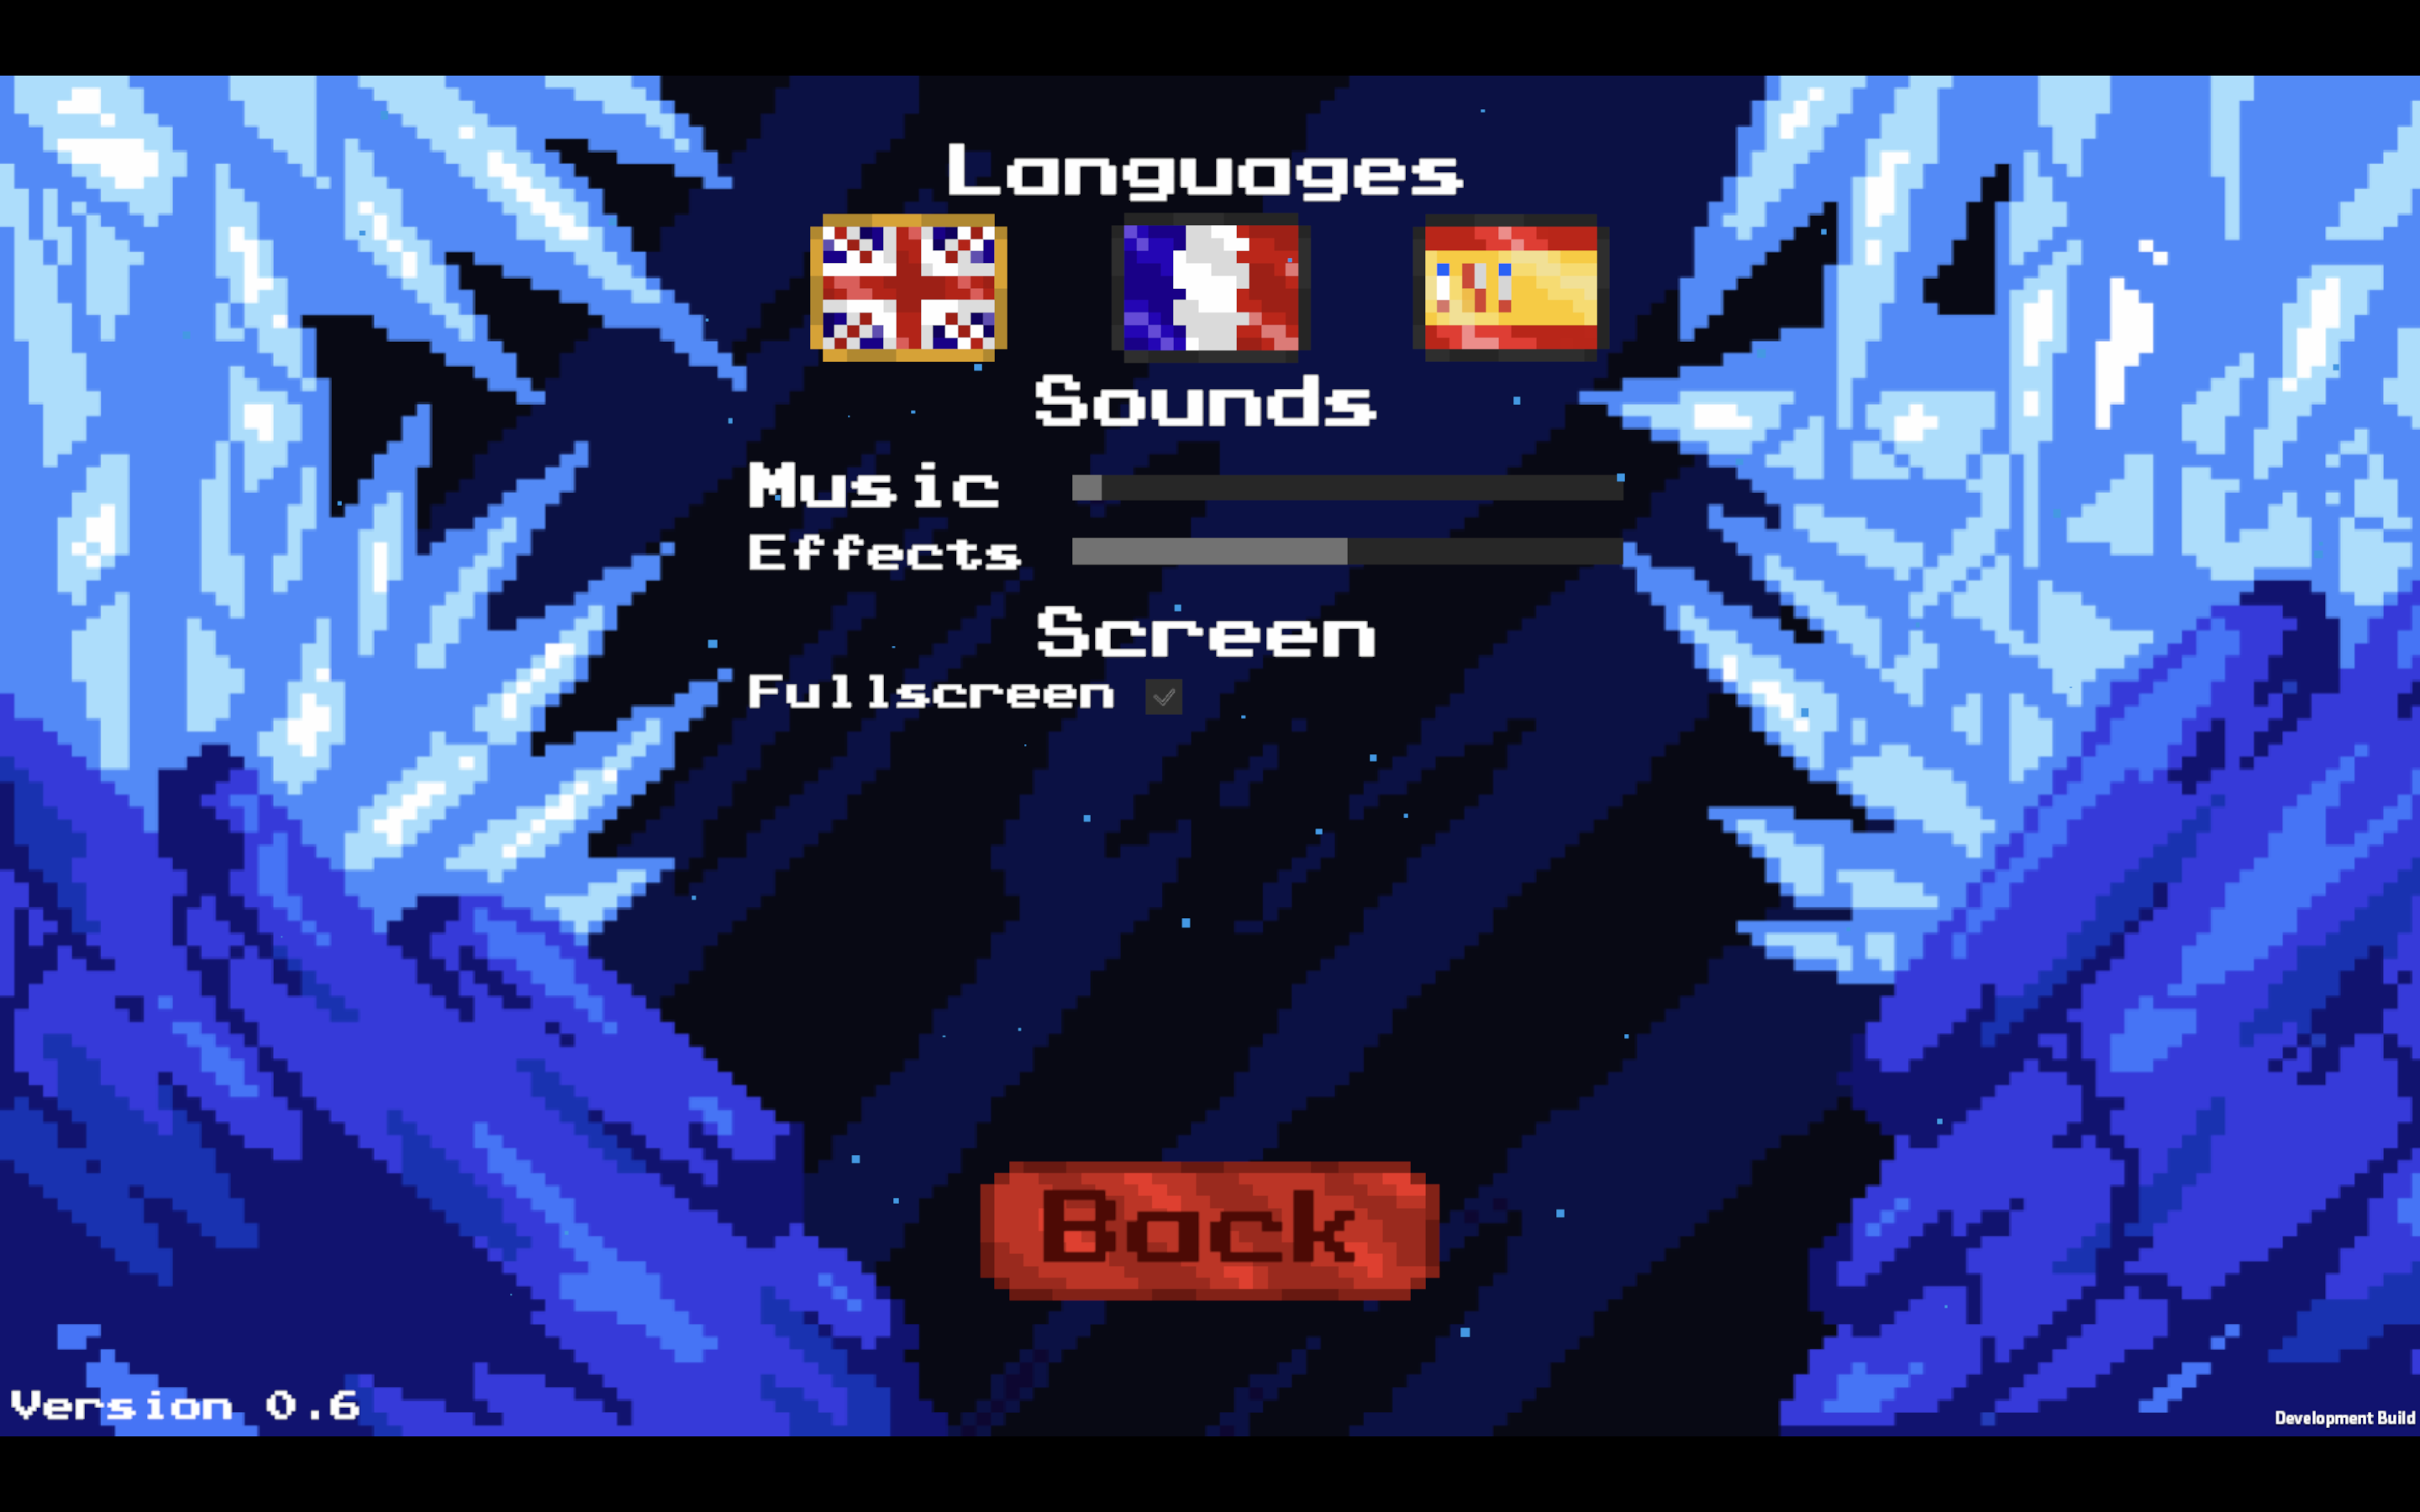 Languages
Sounds
Music
Effects
Screen
Fullscreen
Back
Version 0.6
Development Build